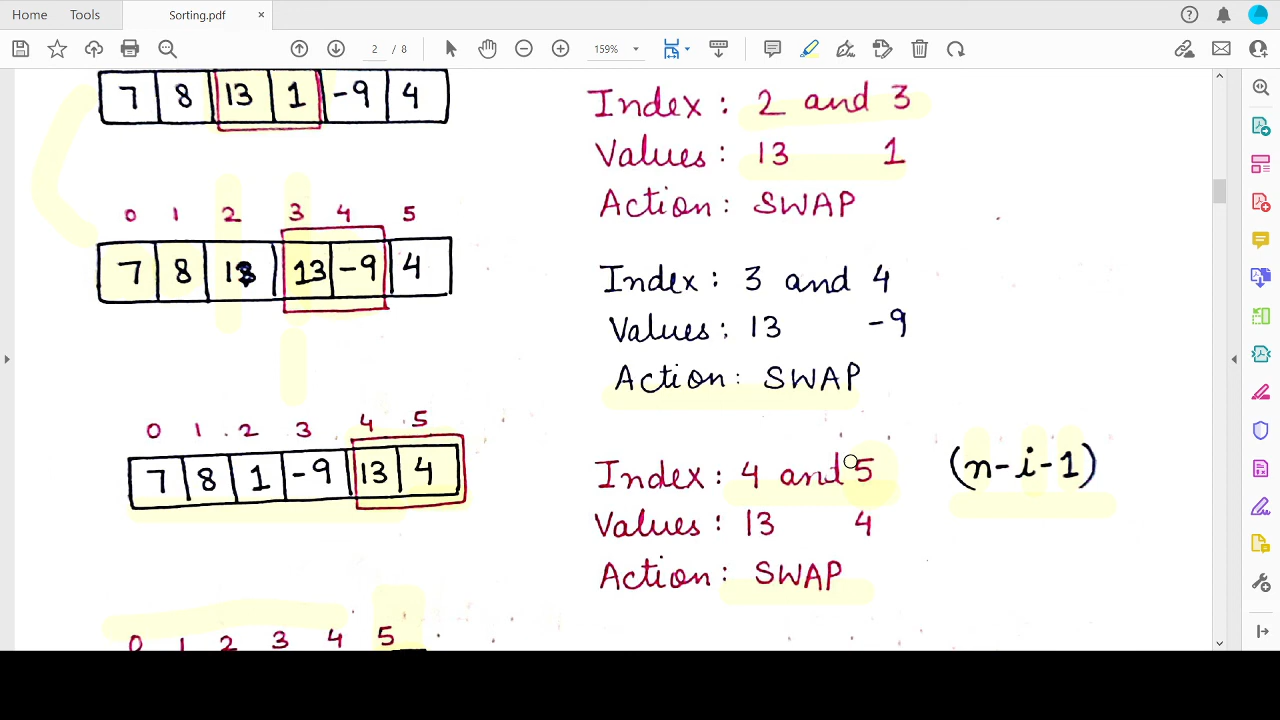 Home Tools Sorting.pdf ×
2 / 8 159%
7 8 13 1 -9 4
Index : 2 and 3
Values : 13 1
Action : SWAP
0 1 2 3 4 5
7 8 13 -9 4
Index : 3 and 4
Values : 13 -9
Action : SWAP
0 1 2 3 4 5
7 8 1 -9 13 4
Index : 4 and 5 (n-i-1)
Values : 13 4
Action : SWAP
0 1 2 3 4 5